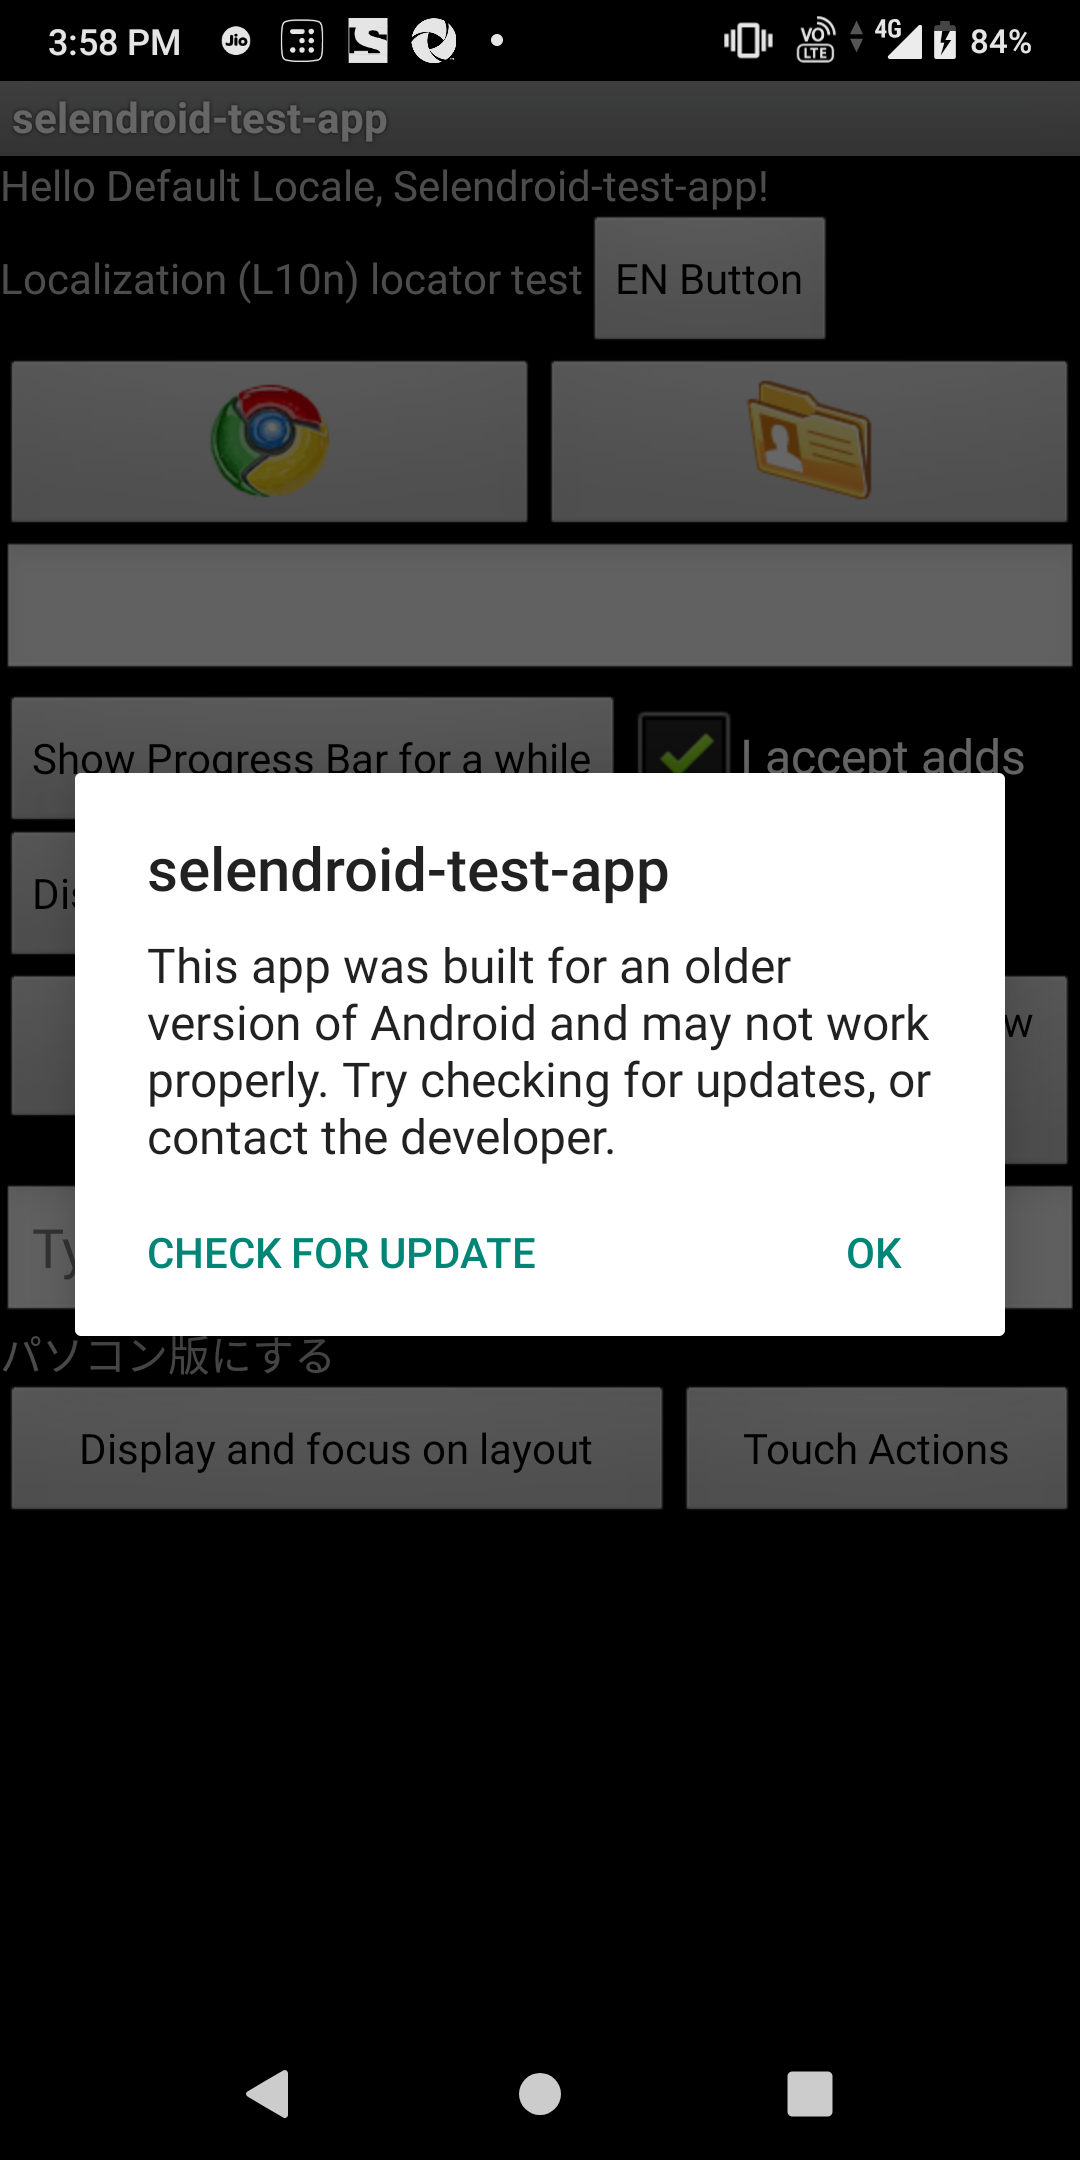 3:58 PM Jio VO LTE 4G 84%
selendroid-test-app
Hello Default Locale, Selendroid-test-app!
Localization (L10n) locator test EN Button
Show Progress Bar for a while I accept adds
selendroid-test-app
This app was built for an older
version of Android and may not work
properly. Try checking for updates, or
contact the developer.
CHECK FOR UPDATE OK
パソコン版にする
Display and focus on layout Touch Actions